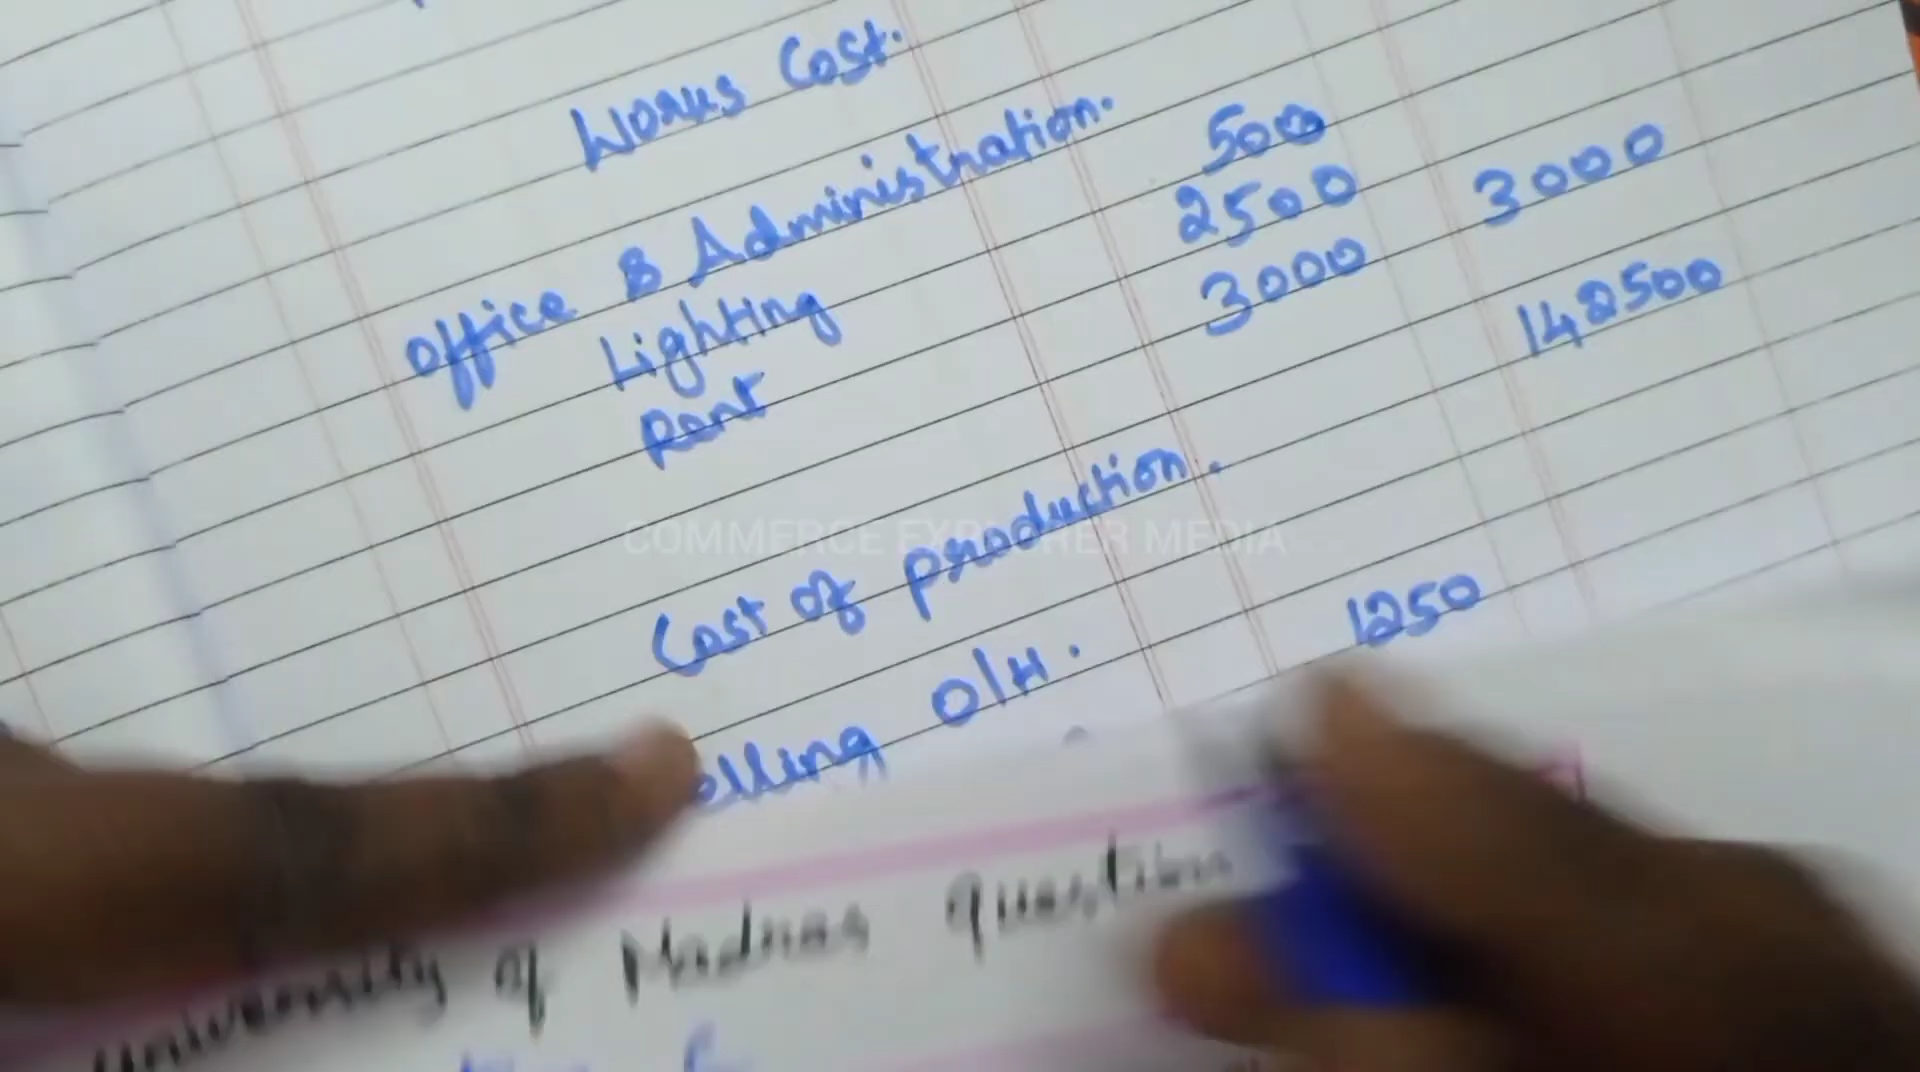 Works Cost.
Office & Administration.
Lighting 500
Rent 2500
3000 3000
Cost of production. 142500
elling O/H. 1250
COMMERCE EXPLORER MEDIA
University of Madras Question